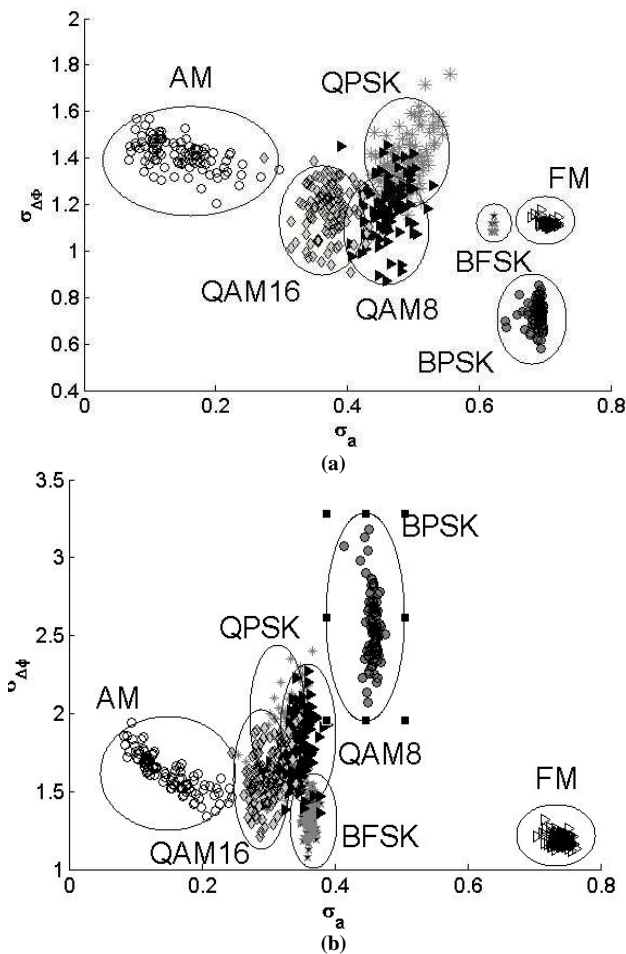 2
1.8
1.6
1.4
1.2
1
0.8
0.6
0.4
AM
QPSK
FM
QAM16
QAM8
BFSK
BPSK
σΔΦ
0
0.2
0.4
0.6
0.8
σa
(a)
3.5
3
2.5
2
1.5
1
BPSK
QPSK
AM
QAM8
FM
QAM16
BFSK
σΔϕ
0
0.2
0.4
0.6
0.8
σa
(b)